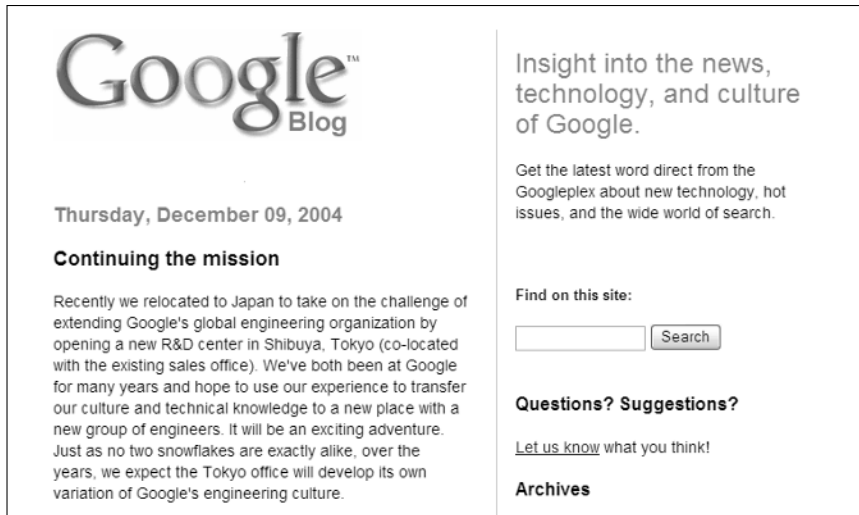 Google™
Blog
Thursday, December 09, 2004
Continuing the mission
Recently we relocated to Japan to take on the challenge of
extending Google's global engineering organization by
opening a new R&D center in Shibuya, Tokyo (co-located
with the existing sales office). We've both been at Google
for many years and hope to use our experience to transfer
our culture and technical knowledge to a new place with a
new group of engineers. It will be an exciting adventure.
Just as no two snowflakes are exactly alike, over the
years, we expect the Tokyo office will develop its own
variation of Google's engineering culture.
Insight into the news,
technology, and culture
of Google.
Get the latest word direct from the
Googleplex about new technology, hot
issues, and the wide world of search.
Find on this site:
Search
Questions? Suggestions?
Let us know what you think!
Archives